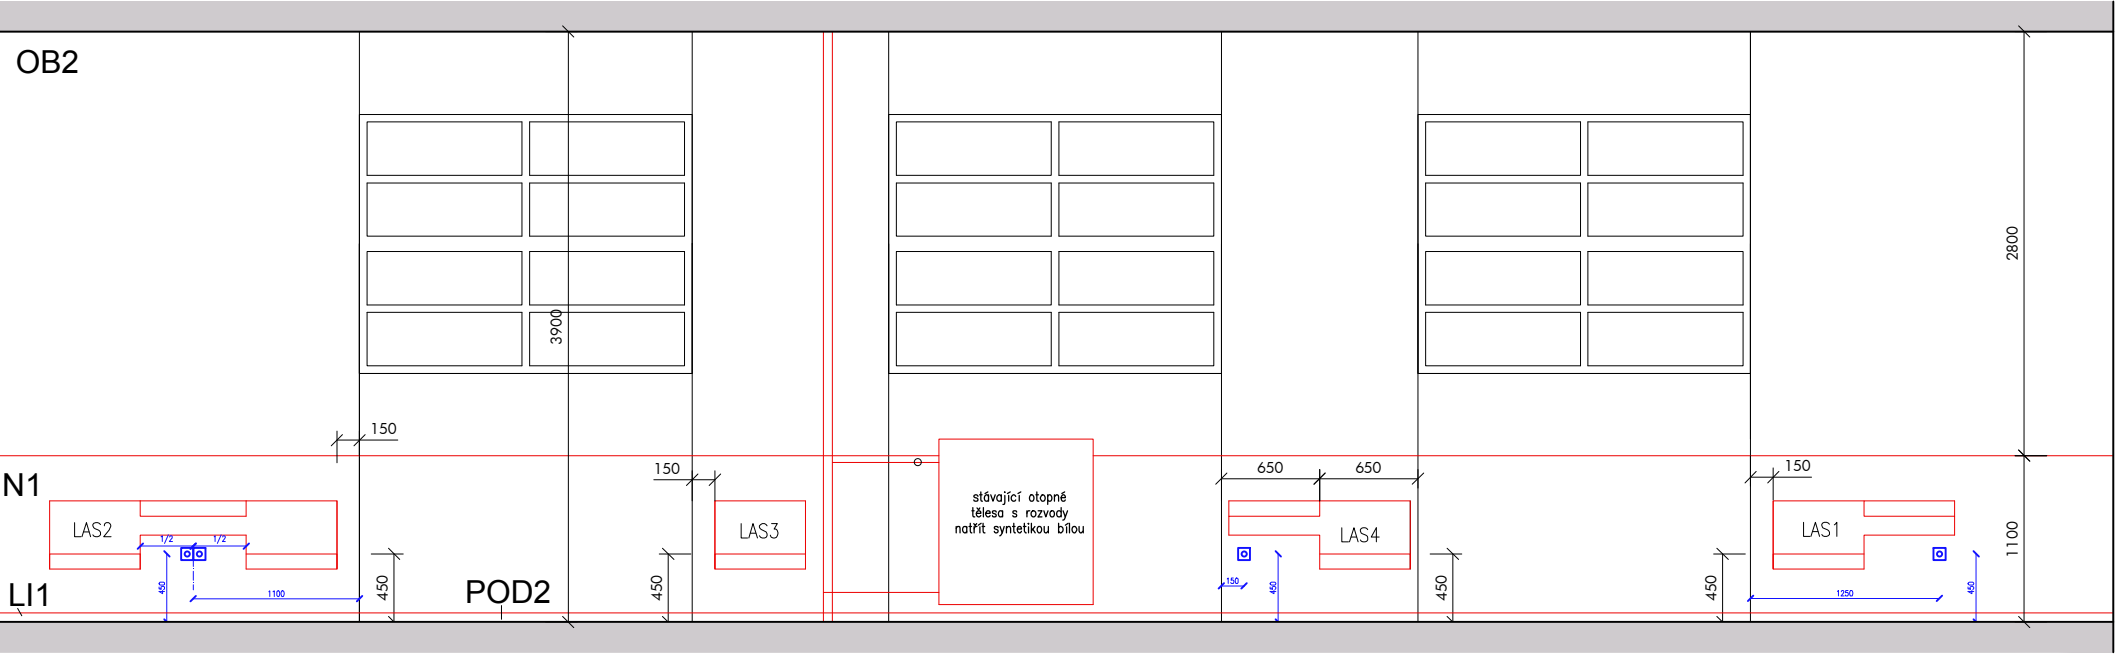 OB2
2800
3900
150
N1
150
650 650
150
stávající otopné
tělesa s rozvody
natřít syntetikou bílou
LAS2
LAS3
LAS4
LAS1
1100
1/2 1/2
450
450
450
450
450
450
450
150
1100
1250
LI1
POD2